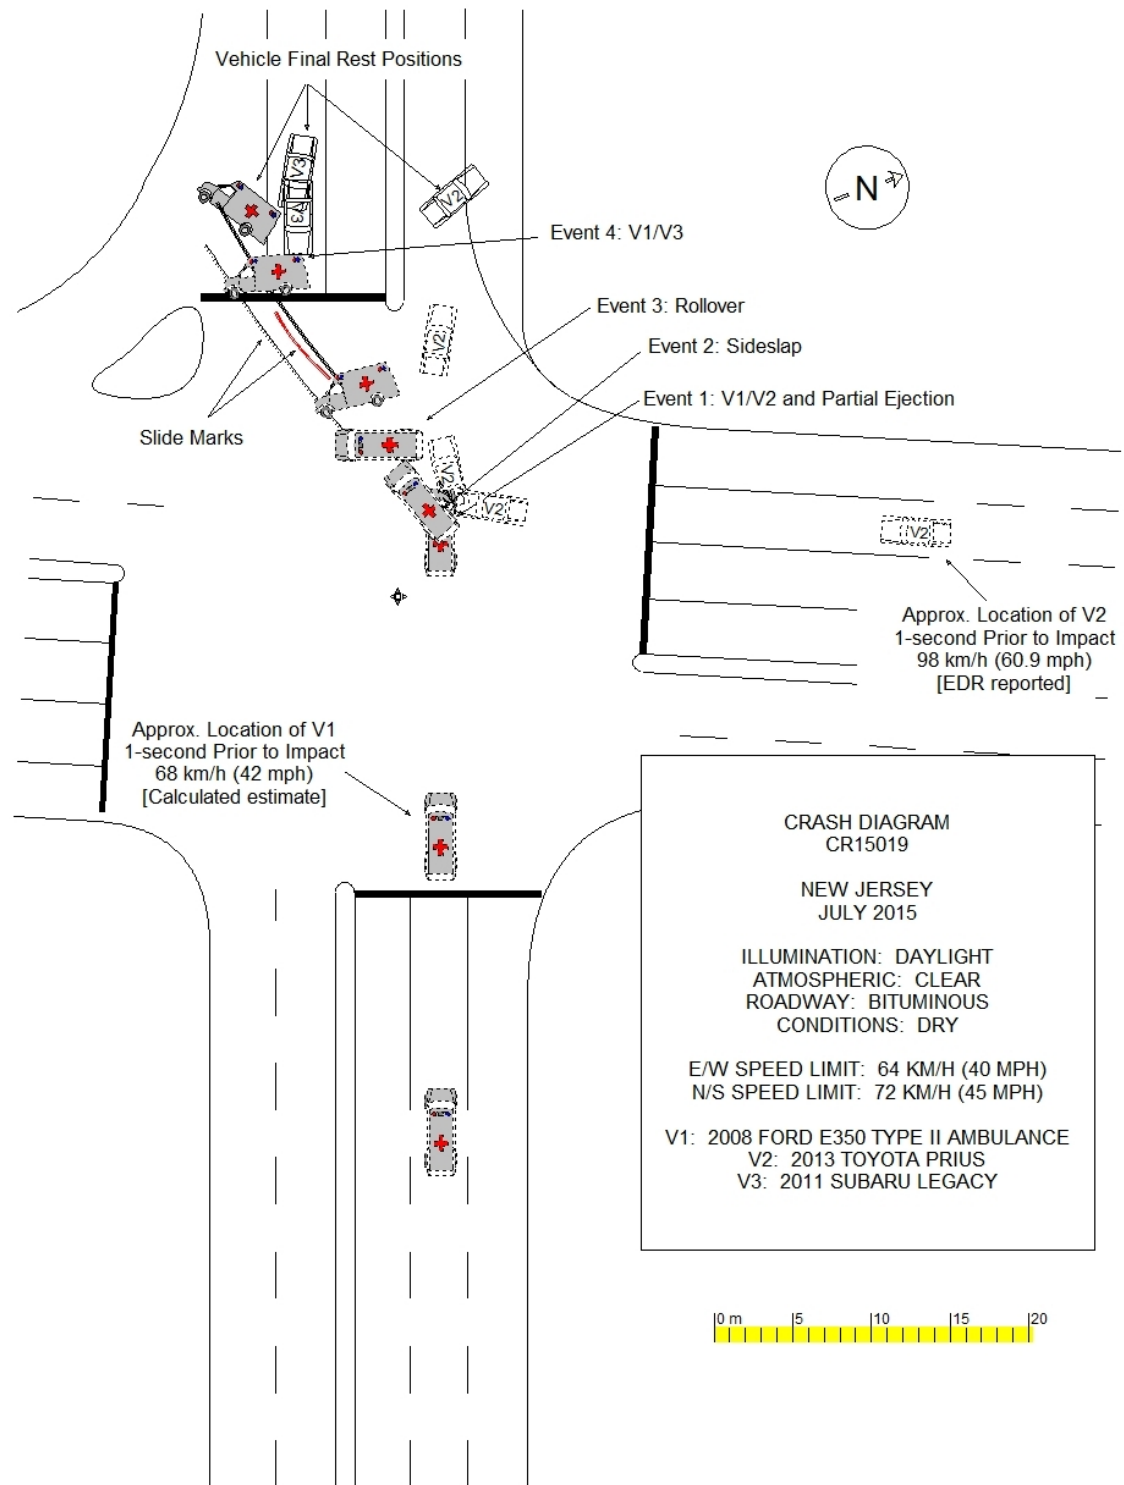 Vehicle Final Rest Positions
V3
V3
V2
N
Event 4: V1/V3
Event 3: Rollover
V2
Event 2: Sideslap
Event 1: V1/V2 and Partial Ejection
Slide Marks
V2
V2
V2
Approx. Location of V2
1-second Prior to Impact
98 km/h (60.9 mph)
[EDR reported]
Approx. Location of V1
1-second Prior to Impact
68 km/h (42 mph)
[Calculated estimate]
CRASH DIAGRAM
CR15019
NEW JERSEY
JULY 2015
ILLUMINATION: DAYLIGHT
ATMOSPHERIC: CLEAR
ROADWAY: BITUMINOUS
CONDITIONS: DRY
E/W SPEED LIMIT: 64 KM/H (40 MPH)
N/S SPEED LIMIT: 72 KM/H (45 MPH)
V1: 2008 FORD E350 TYPE II AMBULANCE
V2: 2013 TOYOTA PRIUS
V3: 2011 SUBARU LEGACY
0 m 5 10 15 20